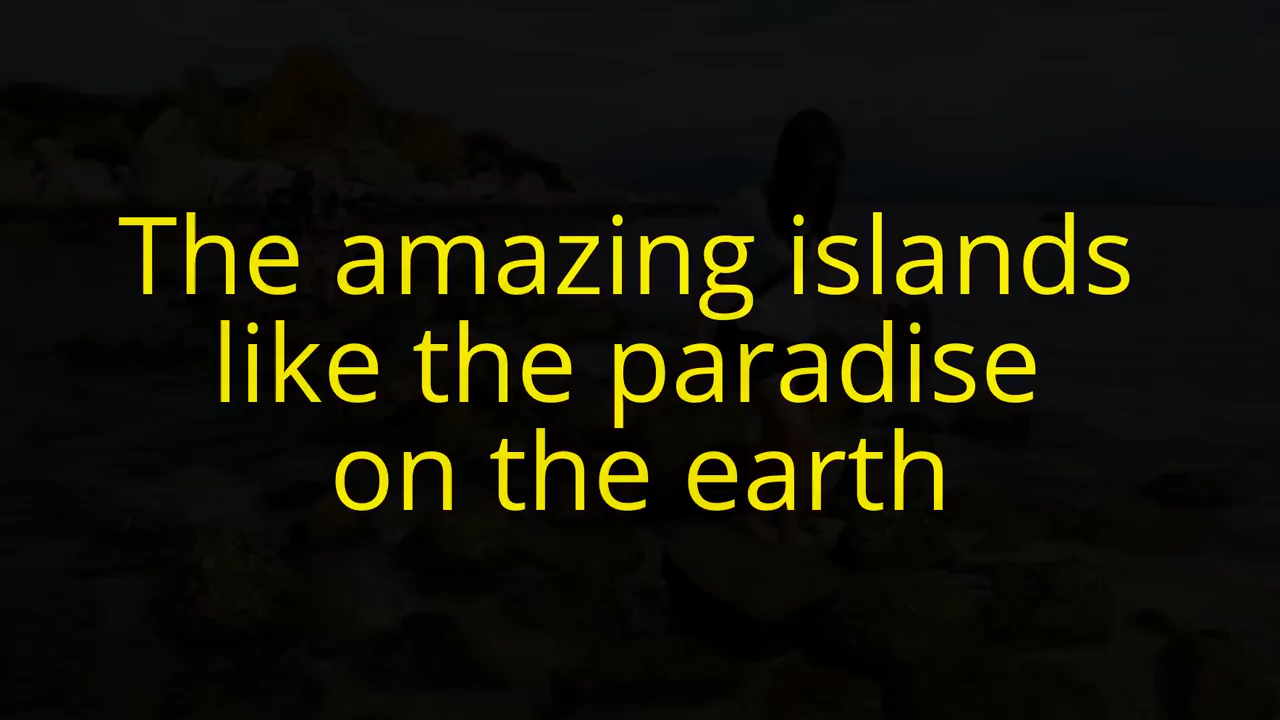 The amazing islands
like the paradise
on the earth